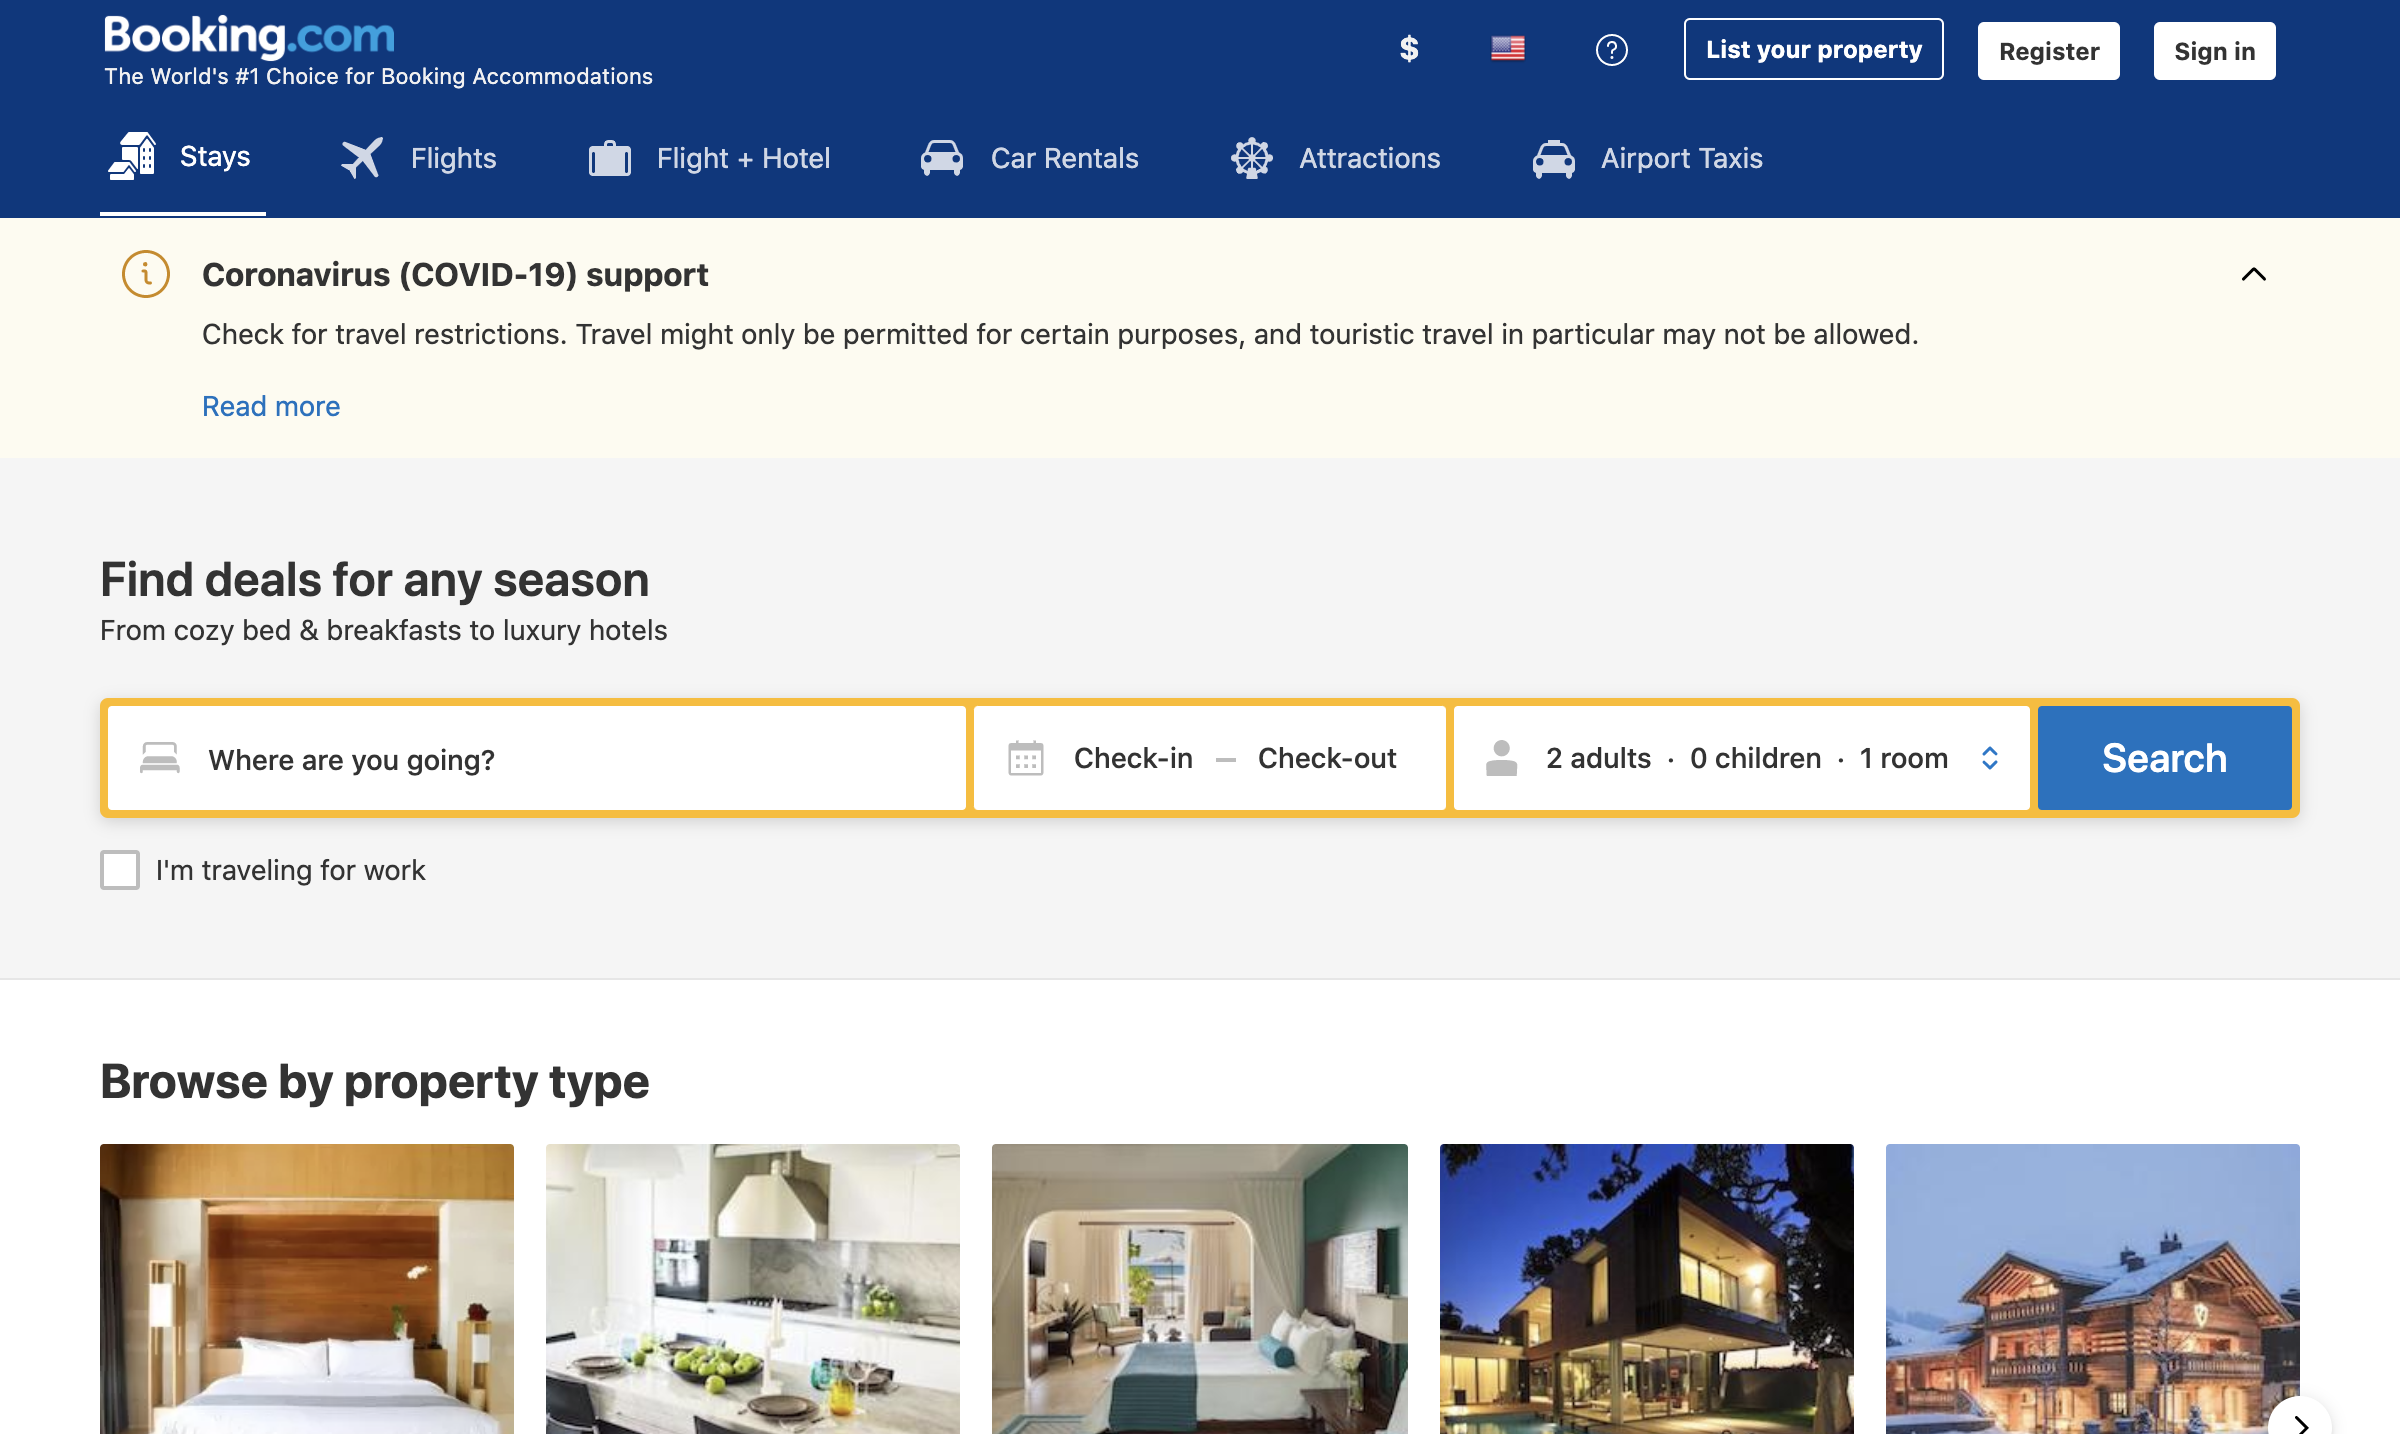 Booking.com
The World's #1 Choice for Booking Accommodations
$
List your property
Register
Sign in
Stays
Flights
Flight + Hotel
Car Rentals
Attractions
Airport Taxis
Coronavirus (COVID-19) support
Check for travel restrictions. Travel might only be permitted for certain purposes, and touristic travel in particular may not be allowed.
Read more
Find deals for any season
From cozy bed & breakfasts to luxury hotels
Where are you going?
Check-in — Check-out
2 adults · 0 children · 1 room
Search
I'm traveling for work
Browse by property type